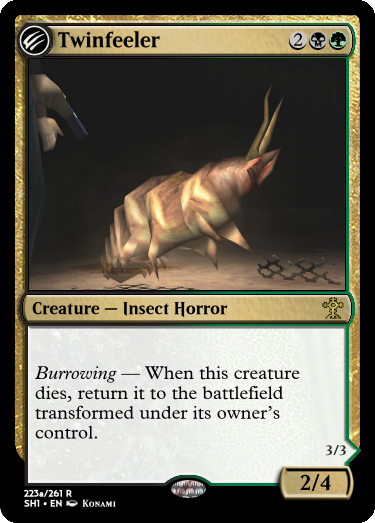 Twinfeeler 2
Creature — Insect Horror
Burrowing — When this creature
dies, return it to the battlefield
transformed under its owner's
control.
3/3
2/4
223a/261 R
SH1 • EN Konami